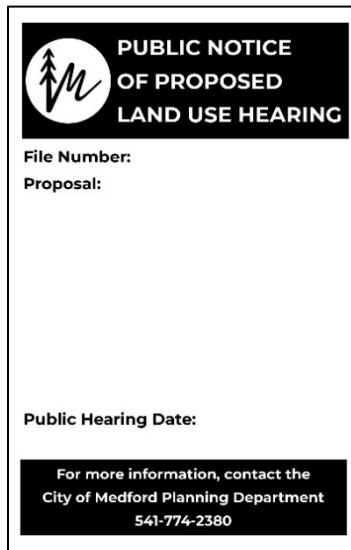 PUBLIC NOTICE
OF PROPOSED
LAND USE HEARING
File Number:
Proposal:
Public Hearing Date:
For more information, contact the
City of Medford Planning Department
541-774-2380